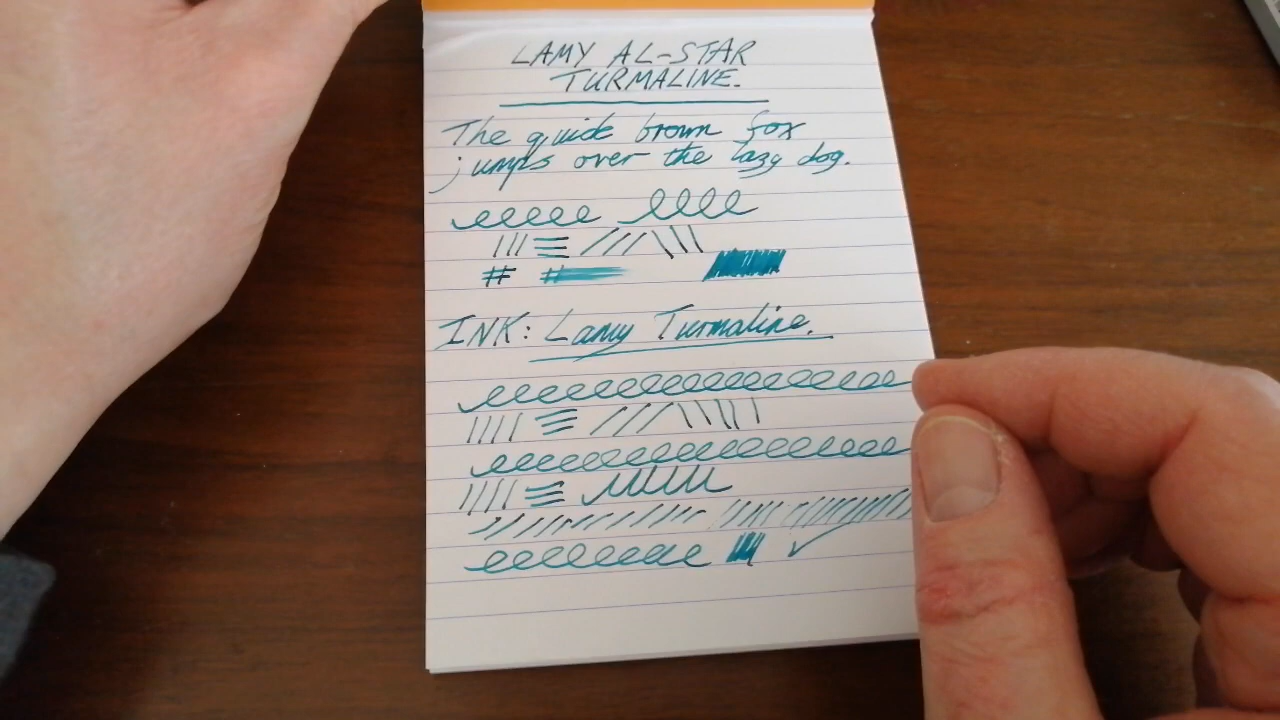 LAMY AL-STAR
TURMALINE.
The quick brown fox
jumps over the lazy dog.
INK: Lamy Turmaline.